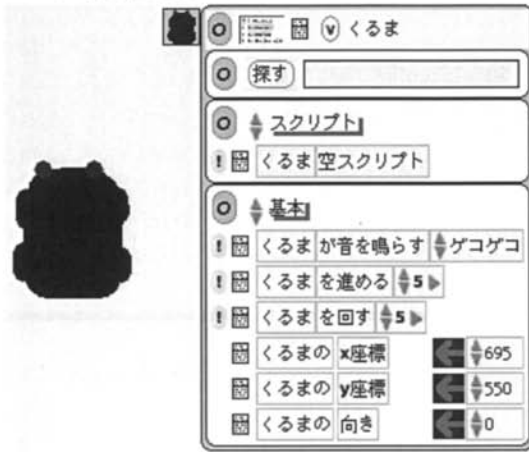 O v くるま
O 探す
O スクリプト
! くるま 空スクリプト
O 基本
! くるま が音を鳴らす ゲコゲコ
! くるま を進める 5
! くるま を回す 5
くるまの x座標 695
くるまの y座標 550
くるまの 向き 0